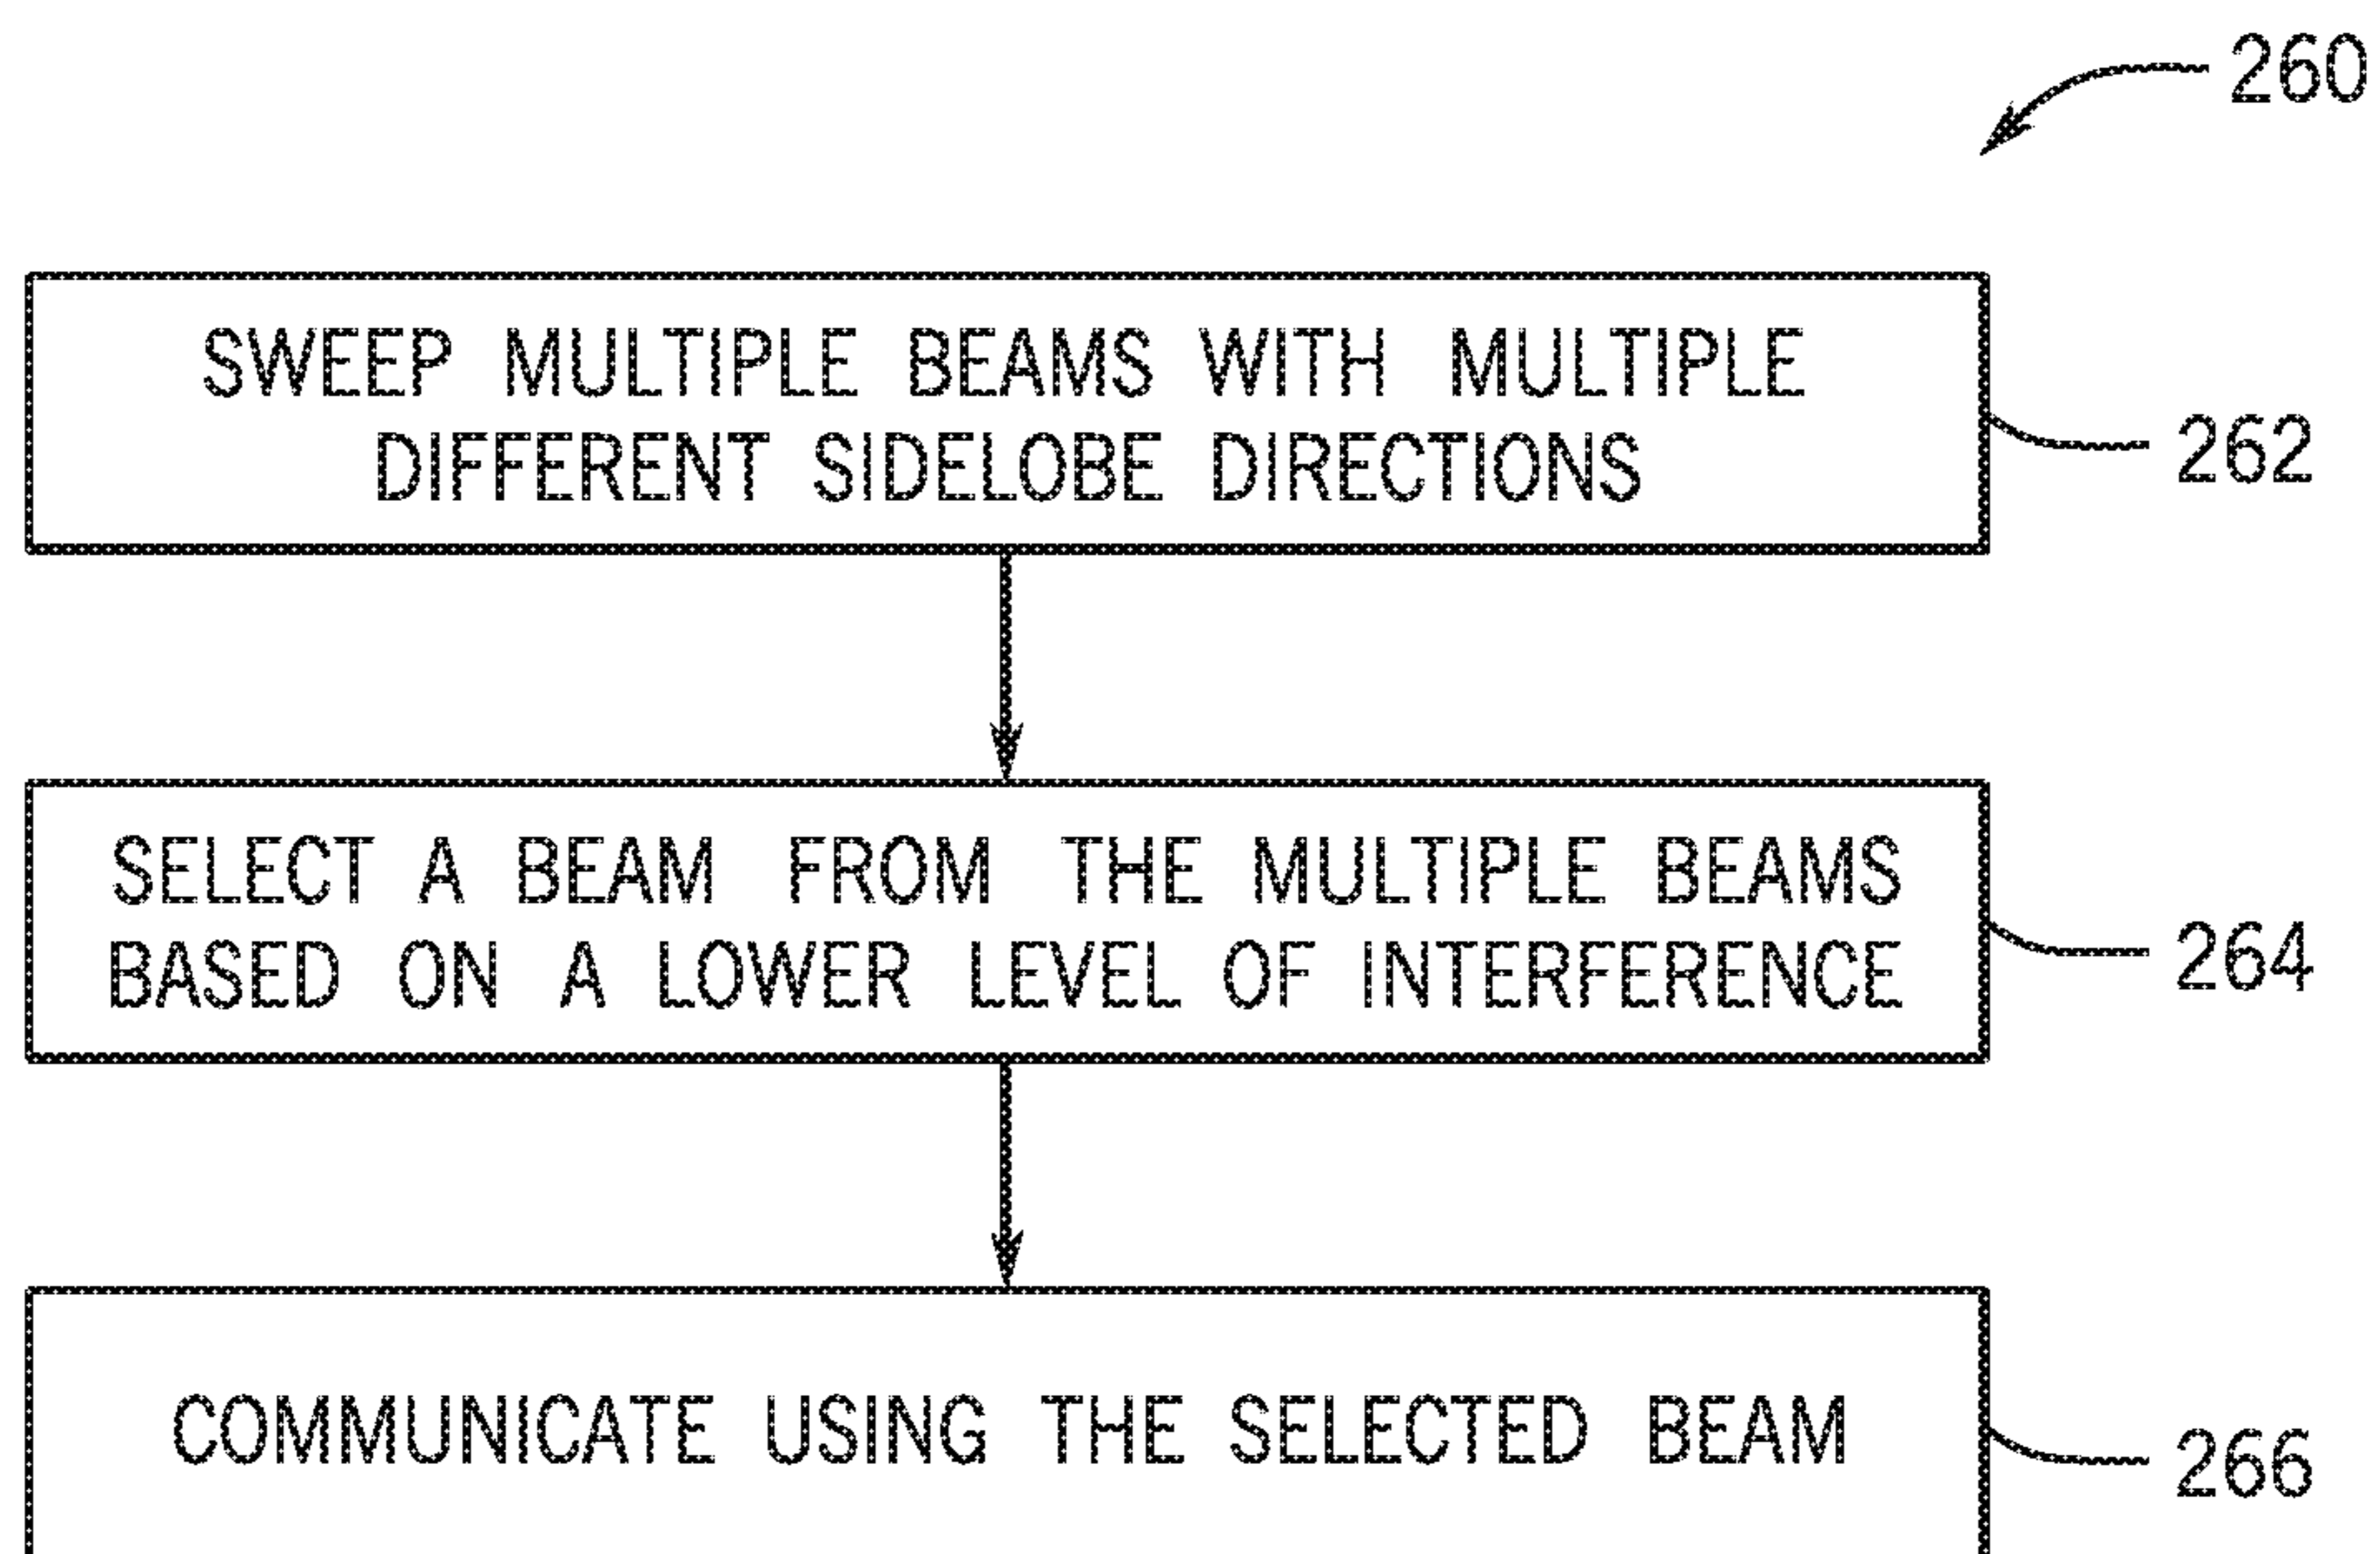 260
SWEEP MULTIPLE BEAMS WITH MULTIPLE
DIFFERENT SIDELOBE DIRECTIONS
262
SELECT A BEAM FROM THE MULTIPLE BEAMS
BASED ON A LOWER LEVEL OF INTERFERENCE
264
COMMUNICATE USING THE SELECTED BEAM
266